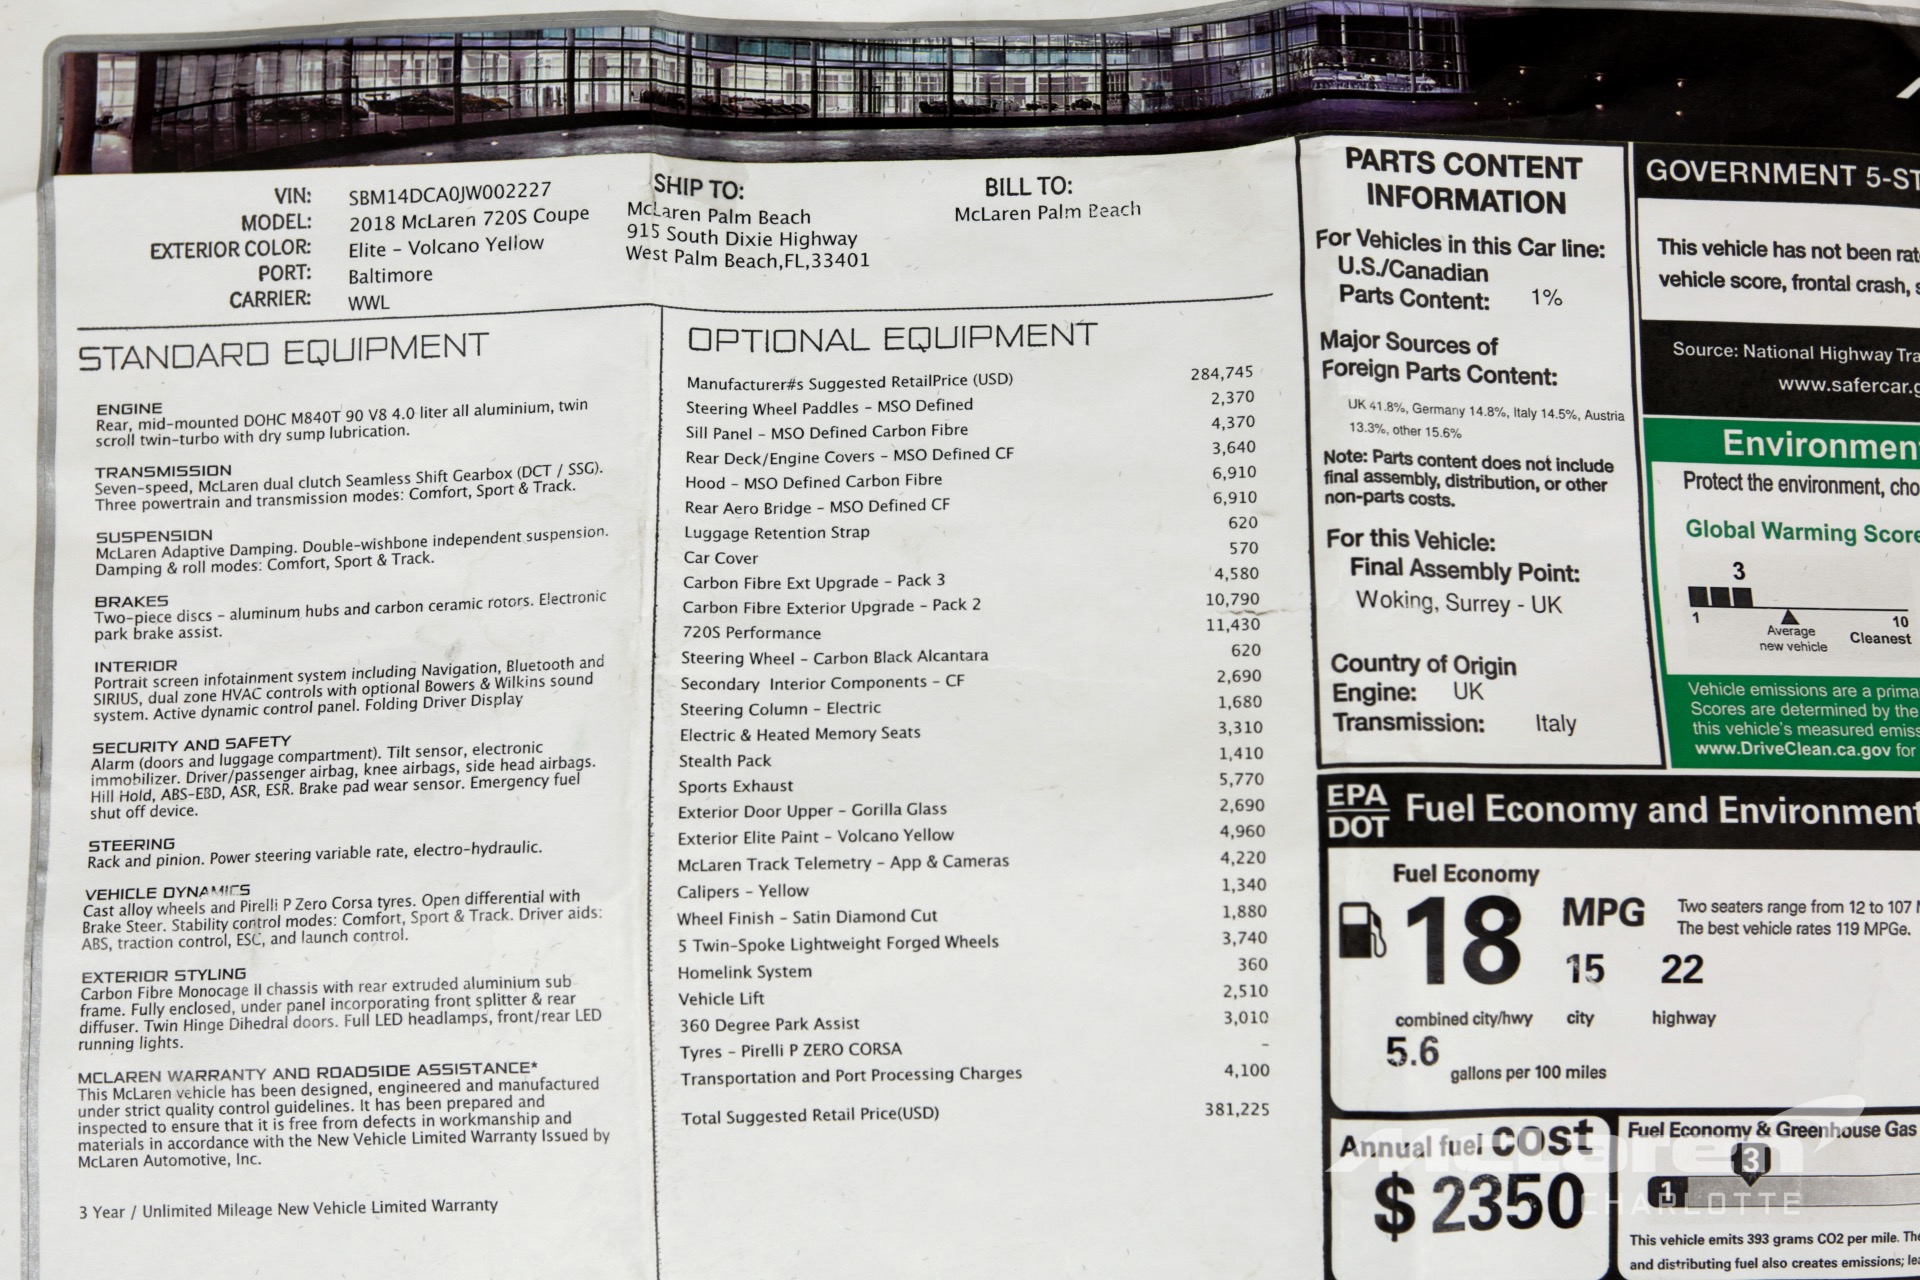 VIN: SBM14DCA0JW002227
MODEL: 2018 McLaren 720S Coupe
EXTERIOR COLOR: Elite - Volcano Yellow
PORT: Baltimore
CARRIER: WWL
SHIP TO:
McLaren Palm Beach
915 South Dixie Highway
West Palm Beach,FL,33401
BILL TO:
McLaren Palm Beach
STANDARD EQUIPMENT
ENGINE
Rear, mid-mounted DOHC M840T 90 V8 4.0 liter all aluminium, twin
scroll twin-turbo with dry sump lubrication.
TRANSMISSION
Seven-speed, McLaren dual clutch Seamless Shift Gearbox (DCT / SSG).
Three powertrain and transmission modes: Comfort, Sport & Track.
SUSPENSION
McLaren Adaptive Damping. Double-wishbone independent suspension.
Damping & roll modes: Comfort, Sport & Track.
BRAKES
Two-piece discs - aluminum hubs and carbon ceramic rotors. Electronic
park brake assist.
INTERIOR
Portrait screen infotainment system including Navigation, Bluetooth and
SIRIUS, dual zone HVAC controls with optional Bowers & Wilkins sound
system. Active dynamic control panel. Folding Driver Display
SECURITY AND SAFETY
Alarm (doors and luggage compartment). Tilt sensor, electronic
immobilizer. Driver/passenger airbag, knee airbags, side head airbags.
Hill Hold, ABS-EBD, ASR, ESR. Brake pad wear sensor. Emergency fuel
shut off device.
STEERING
Rack and pinion. Power steering variable rate, electro-hydraulic.
VEHICLE DYNAMICS
Cast alloy wheels and Pirelli P Zero Corsa tyres. Open differential with
Brake Steer. Stability control modes: Comfort, Sport & Track. Driver aids:
ABS, traction control, ESC, and launch control.
EXTERIOR STYLING
Carbon Fibre Monocage II chassis with rear extruded aluminium sub
frame. Fully enclosed, under panel incorporating front splitter & rear
diffuser. Twin Hinge Dihedral doors. Full LED headlamps, front/rear LED
running lights.
MCLAREN WARRANTY AND ROADSIDE ASSISTANCE*
This McLaren vehicle has been designed, engineered and manufactured
under strict quality control guidelines. It has been prepared and
inspected to ensure that it is free from defects in workmanship and
materials in accordance with the New Vehicle Limited Warranty Issued by
McLaren Automotive, Inc.
3 Year / Unlimited Mileage New Vehicle Limited Warranty
OPTIONAL EQUIPMENT
Manufacturer#s Suggested RetailPrice (USD) 284,745
Steering Wheel Paddles - MSO Defined 2,370
Sill Panel - MSO Defined Carbon Fibre 4,370
Rear Deck/Engine Covers - MSO Defined CF 3,640
Hood - MSO Defined Carbon Fibre 6,910
Rear Aero Bridge - MSO Defined CF 6,910
Luggage Retention Strap 620
Car Cover 570
Carbon Fibre Ext Upgrade - Pack 3 4,580
Carbon Fibre Exterior Upgrade - Pack 2 10,790
720S Performance 11,430
Steering Wheel - Carbon Black Alcantara 620
Secondary Interior Components - CF 2,690
Steering Column - Electric 1,680
Electric & Heated Memory Seats 3,310
Stealth Pack 1,410
Sports Exhaust 5,770
Exterior Door Upper - Gorilla Glass 2,690
Exterior Elite Paint - Volcano Yellow 4,960
McLaren Track Telemetry - App & Cameras 4,220
Calipers - Yellow 1,340
Wheel Finish - Satin Diamond Cut 1,880
5 Twin-Spoke Lightweight Forged Wheels 3,740
Homelink System 360
Vehicle Lift 2,510
360 Degree Park Assist 3,010
Tyres - Pirelli P ZERO CORSA -
Transportation and Port Processing Charges 4,100
Total Suggested Retail Price(USD) 381,225
PARTS CONTENT
INFORMATION
For Vehicles in this Car line:
U.S./Canadian
Parts Content: 1%
Major Sources of
Foreign Parts Content:
UK 41.8%, Germany 14.8%, Italy 14.5%, Austria
13.3%, other 15.6%
Note: Parts content does not include
final assembly, distribution, or other
non-parts costs.
For this Vehicle:
Final Assembly Point:
Woking, Surrey - UK
Country of Origin
Engine: UK
Transmission: Italy
GOVERNMENT 5-ST
This vehicle has not been rat
vehicle score, frontal crash, s
Source: National Highway Tra
www.safercar.g
Environmen
Protect the environment, cho
Global Warming Score
3
1 10
Average
new vehicle
Cleanest
Vehicle emissions are a prima
Scores are determined by the
this vehicle's measured emiss
www.DriveClean.ca.gov for
EPA
DOT
Fuel Economy and Environment
Fuel Economy
18 MPG
Two seaters range from 12 to 107
The best vehicle rates 119 MPGe.
15 22
combined city/hwy city highway
5.6
gallons per 100 miles
Annual fuel cost
$ 2350
Fuel Economy & Greenhouse Gas
3
1
This vehicle emits 393 grams CO2 per mile. The
and distributing fuel also creates emissions; le
McLaren
CHARLOTTE